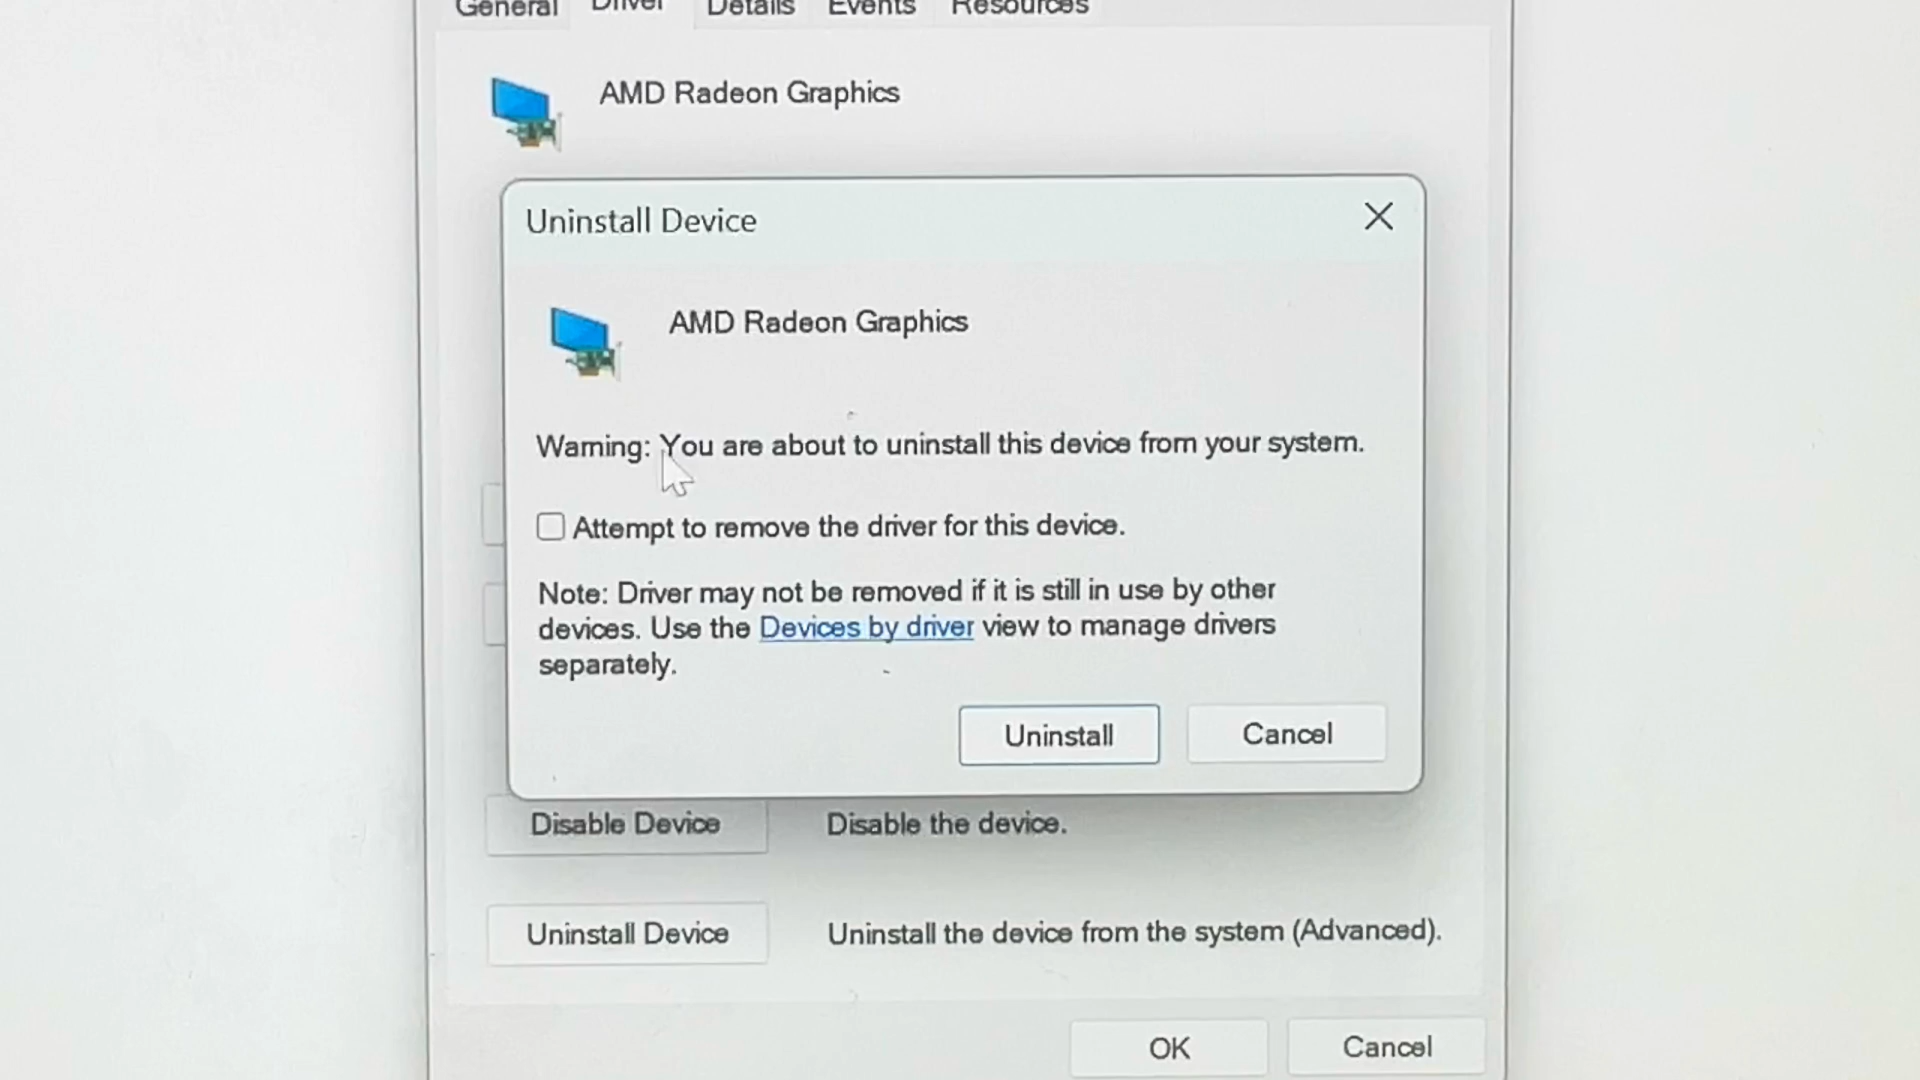 General Driver Details Events Resources
AMD Radeon Graphics
Uninstall Device
AMD Radeon Graphics
Warning: You are about to uninstall this device from your system.
Attempt to remove the driver for this device.
Note: Driver may not be removed if it is still in use by other
devices. Use the Devices by driver view to manage drivers
separately.
Uninstall Cancel
Disable Device Disable the device.
Uninstall Device Uninstall the device from the system (Advanced).
OK Cancel